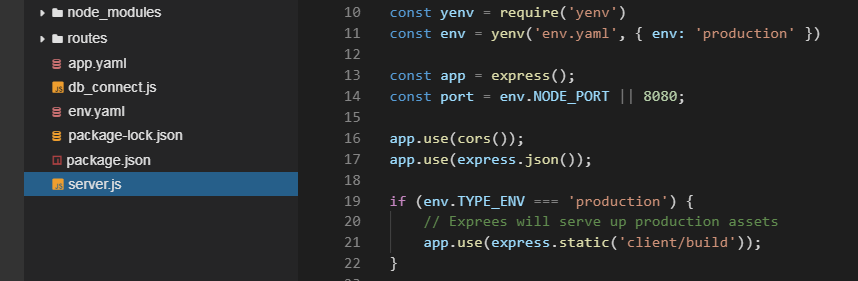 node_modules
routes
app.yaml
db_connect.js
env.yaml
package-lock.json
package.json
server.js
10 const yenv = require('yenv')
11 const env = yenv('env.yaml', { env: 'production' })
12
13 const app = express();
14 const port = env.NODE_PORT || 8080;
15
16 app.use(cors());
17 app.use(express.json());
18
19 if (env.TYPE_ENV === 'production') {
20 // Exprees will serve up production assets
21 app.use(express.static('client/build'));
22 }